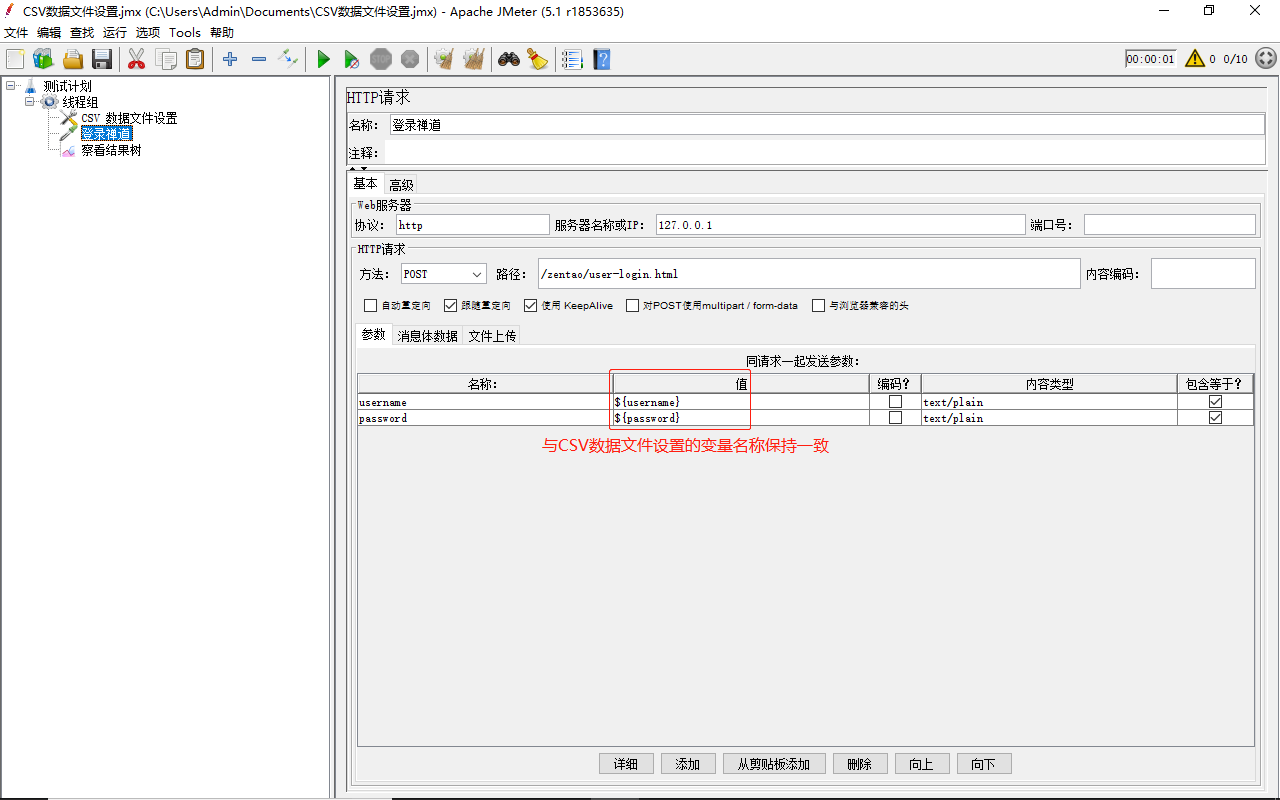 CSV数据文件设置.jmx (C:\Users\Admin\Documents\CSV数据文件设置.jmx) - Apache JMeter (5.1 r1853635)
文件 编辑 查找 运行 选项 Tools 帮助
00:00:01 0 0/10
测试计划
线程组
CSV 数据文件设置
登录禅道
察看结果树
HTTP请求
名称: 登录禅道
注释:
基本 高级
Web服务器
协议: http 服务器名称或IP: 127.0.0.1 端口号:
HTTP请求
方法: POST 路径: /zentao/user-login.html 内容编码:
自动重定向 跟随重定向 使用 KeepAlive 对POST使用multipart / form-data 与浏览器兼容的头
参数 消息体数据 文件上传
同请求一起发送参数:
名称: 值 编码? 内容类型 包含等于?
username ${username} text/plain
password ${password} text/plain
与CSV数据文件设置的变量名称保持一致
详细 添加 从剪贴板添加 删除 向上 向下